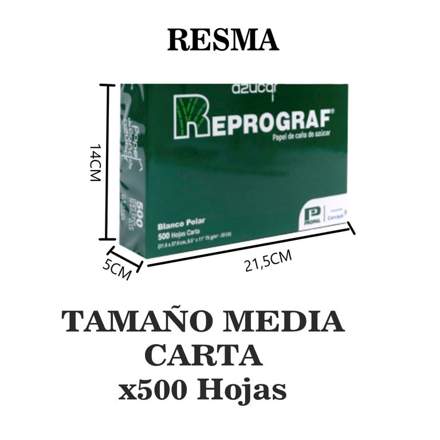 RESMA
azúcar
REPROGRAF®
Papel de caña de azúcar
14CM
500
Blanco Polar
500 Hojas Carta
5CM
21,5CM
TAMAÑO MEDIA
CARTA
x500 Hojas